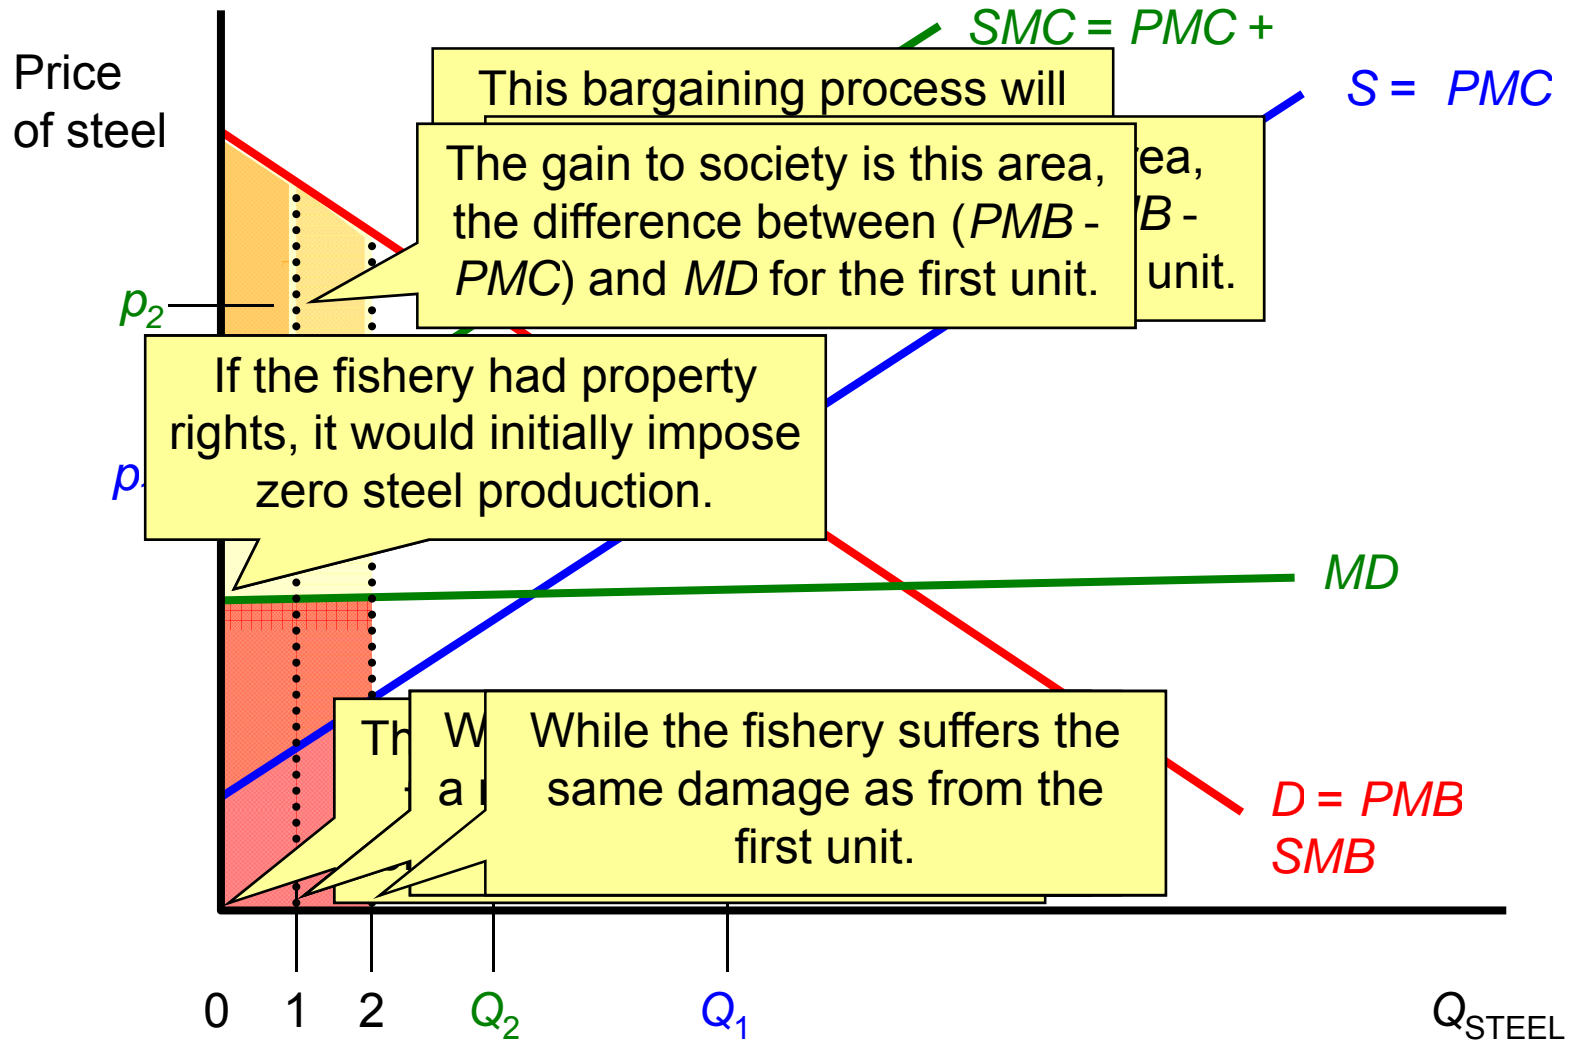 SMC = PMC +
Price
of steel
S = PMC
This bargaining process will
The gain to society is this area,
the difference between (PMB -
PMC) and MD for the first unit.
unit.
p2
If the fishery had property
rights, it would initially impose
zero steel production.
MD
While the fishery suffers the
same damage as from the
first unit.
D = PMB
SMB
0 1 2 Q2 Q1 QSTEEL